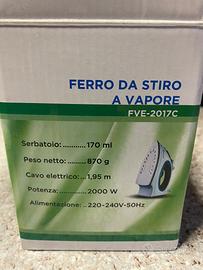 FERRO DA STIRO
A VAPORE
FVE-2017C
Serbatoio: ........... 170 ml
Peso netto: ......... 870 g
Cavo elettrico: ... 1,95 m
Potenza: ............. 2000 W
Alimentazione: .. 220-240V-50Hz